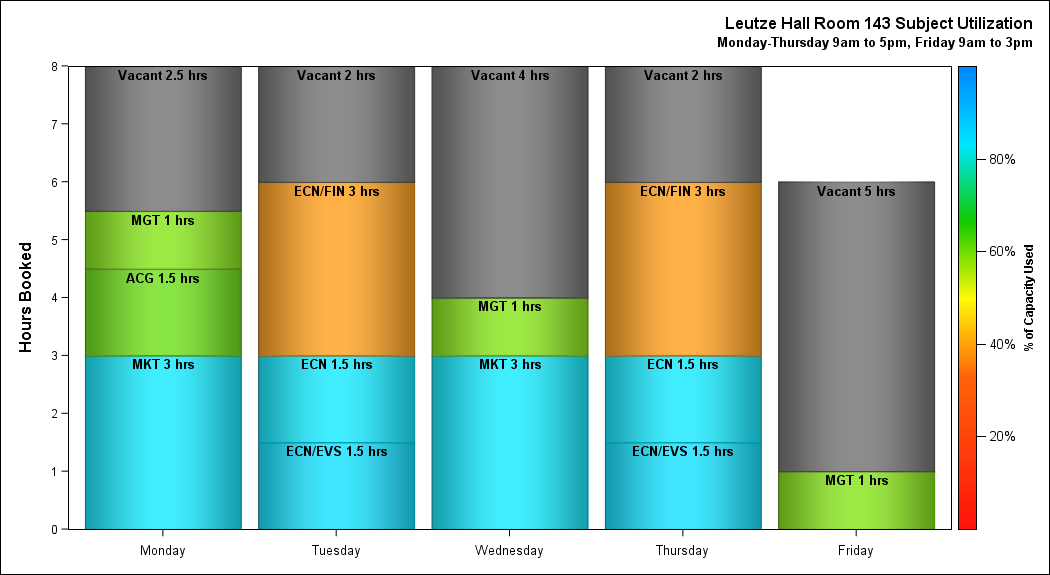 Leutze Hall Room 143 Subject Utilization
Monday-Thursday 9am to 5pm, Friday 9am to 3pm
Hours Booked
8
7
6
5
4
3
2
1
0
Vacant 2.5 hrs
MGT 1 hrs
ACG 1.5 hrs
MKT 3 hrs
Vacant 2 hrs
ECN/FIN 3 hrs
ECN 1.5 hrs
ECN/EVS 1.5 hrs
Vacant 4 hrs
MGT 1 hrs
MKT 3 hrs
Vacant 2 hrs
ECN/FIN 3 hrs
ECN 1.5 hrs
ECN/EVS 1.5 hrs
Vacant 5 hrs
MGT 1 hrs
Monday
Tuesday
Wednesday
Thursday
Friday
80%
60%
40%
20%
% of Capacity Used